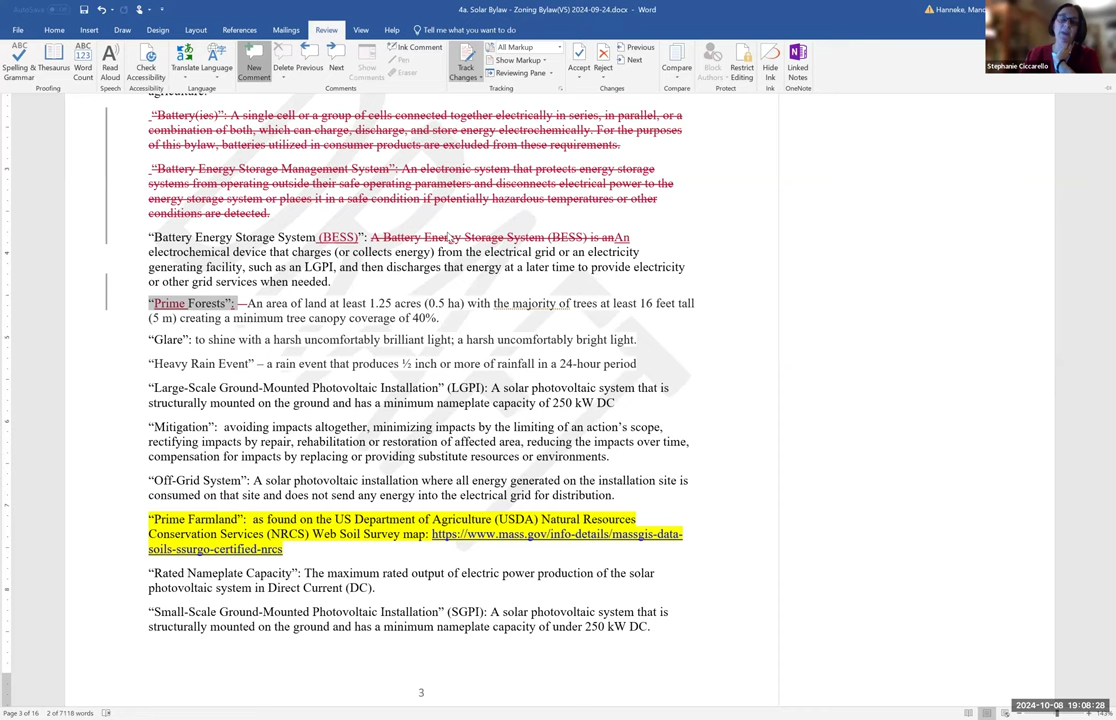 4a. Solar Bylaw - Zoning Bylaw(V5) 2024-09-24.docx - Word
Hanneke, Mand
Stephanie Ciccarello
File Home Insert Draw Design Layout References Mailings Review View Help Tell me what you want to do
Spelling & Grammar Thesaurus Word Count Read Aloud Check Accessibility Translate Language New Comment Delete Previous Next Show Comments Ink Comment Pen Eraser Track Changes All Markup Show Markup Reviewing Pane Accept Reject Previous Next Compare Block Authors Restrict Editing Hide Ink Linked Notes
Proofing Speech Accessibility Language Comments Tracking Changes Compare Protect Ink OneNote
agriculture.
“Battery(ies)”: A single cell or a group of cells connected together electrically in series, in parallel, or a
combination of both, which can charge, discharge, and store energy electrochemically. For the purposes
of this bylaw, batteries utilized in consumer products are excluded from these requirements.
“Battery Energy Storage Management System”: An electronic system that protects energy storage
systems from operating outside their safe operating parameters and disconnects electrical power to the
energy storage system or places it in a safe condition if potentially hazardous temperatures or other
conditions are detected.
“Battery Energy Storage System (BESS)”: A Battery Energy Storage System (BESS) is anAn
electrochemical device that charges (or collects energy) from the electrical grid or an electricity
generating facility, such as an LGPI, and then discharges that energy at a later time to provide electricity
or other grid services when needed.
“Prime Forests”: An area of land at least 1.25 acres (0.5 ha) with the majority of trees at least 16 feet tall
(5 m) creating a minimum tree canopy coverage of 40%.
“Glare”: to shine with a harsh uncomfortably brilliant light; a harsh uncomfortably bright light.
“Heavy Rain Event” – a rain event that produces ½ inch or more of rainfall in a 24-hour period
“Large-Scale Ground-Mounted Photovoltaic Installation” (LGPI): A solar photovoltaic system that is
structurally mounted on the ground and has a minimum nameplate capacity of 250 kW DC
“Mitigation”: avoiding impacts altogether, minimizing impacts by the limiting of an action’s scope,
rectifying impacts by repair, rehabilitation or restoration of affected area, reducing the impacts over time,
compensation for impacts by replacing or providing substitute resources or environments.
“Off-Grid System”: A solar photovoltaic installation where all energy generated on the installation site is
consumed on that site and does not send any energy into the electrical grid for distribution.
“Prime Farmland”: as found on the US Department of Agriculture (USDA) Natural Resources
Conservation Services (NRCS) Web Soil Survey map: https://www.mass.gov/info-details/massgis-data-
soils-ssurgo-certified-nrcs
“Rated Nameplate Capacity”: The maximum rated output of electric power production of the solar
photovoltaic system in Direct Current (DC).
“Small-Scale Ground-Mounted Photovoltaic Installation” (SGPI): A solar photovoltaic system that is
structurally mounted on the ground and has a minimum nameplate capacity of under 250 kW DC.
3
Page 3 of 16 2 of 7118 words
2024-10-08 19:08:28